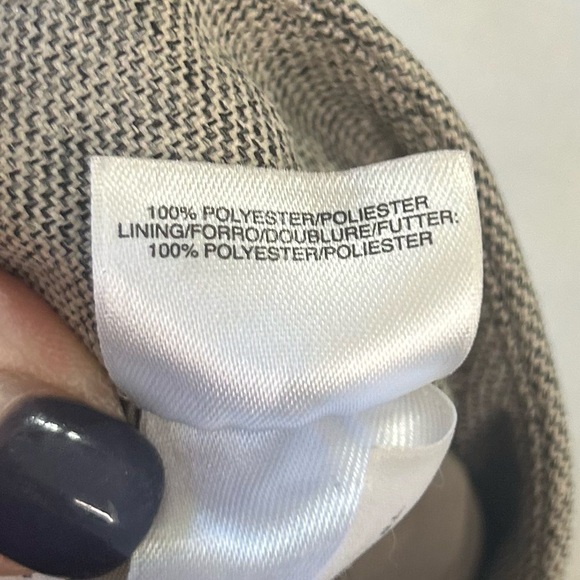 100% POLYESTER/POLIESTER
LINING/FORRO/DOUBLURE/FUTTER:
100% POLYESTER/POLIESTER